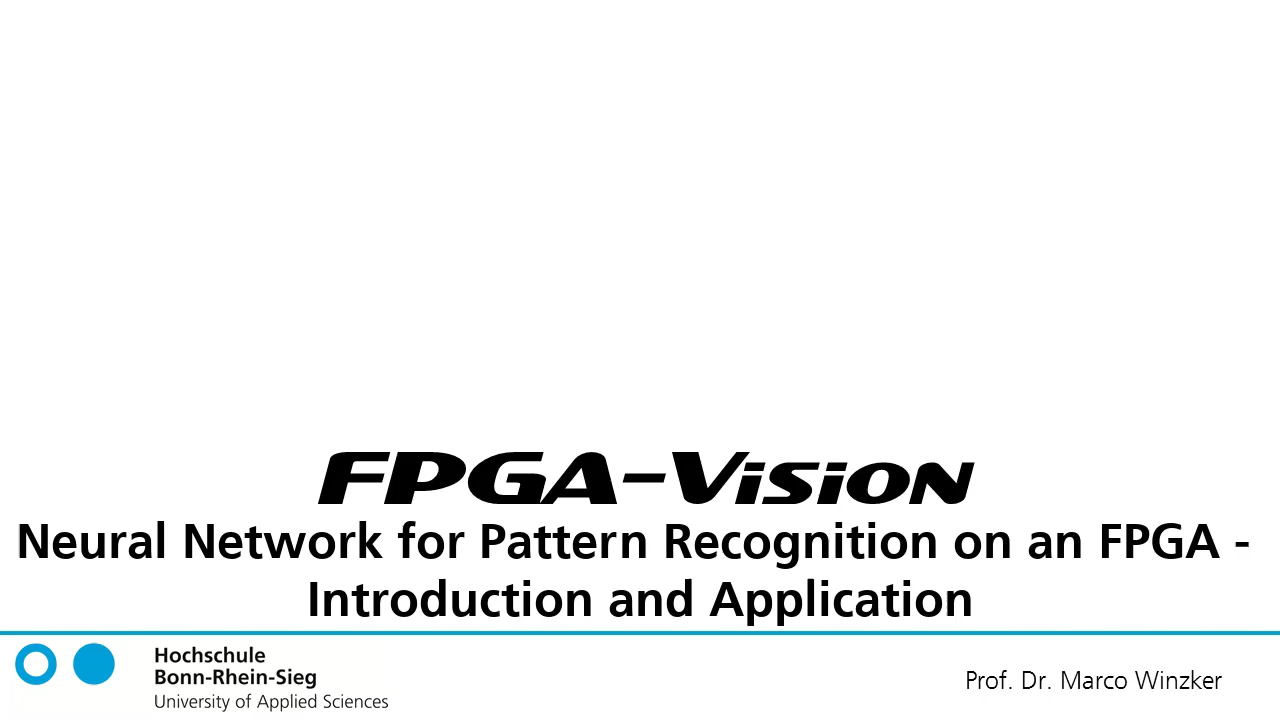 FPGA-Vision
Neural Network for Pattern Recognition on an FPGA -
Introduction and Application
Hochschule
Bonn-Rhein-Sieg
University of Applied Sciences
Prof. Dr. Marco Winzker